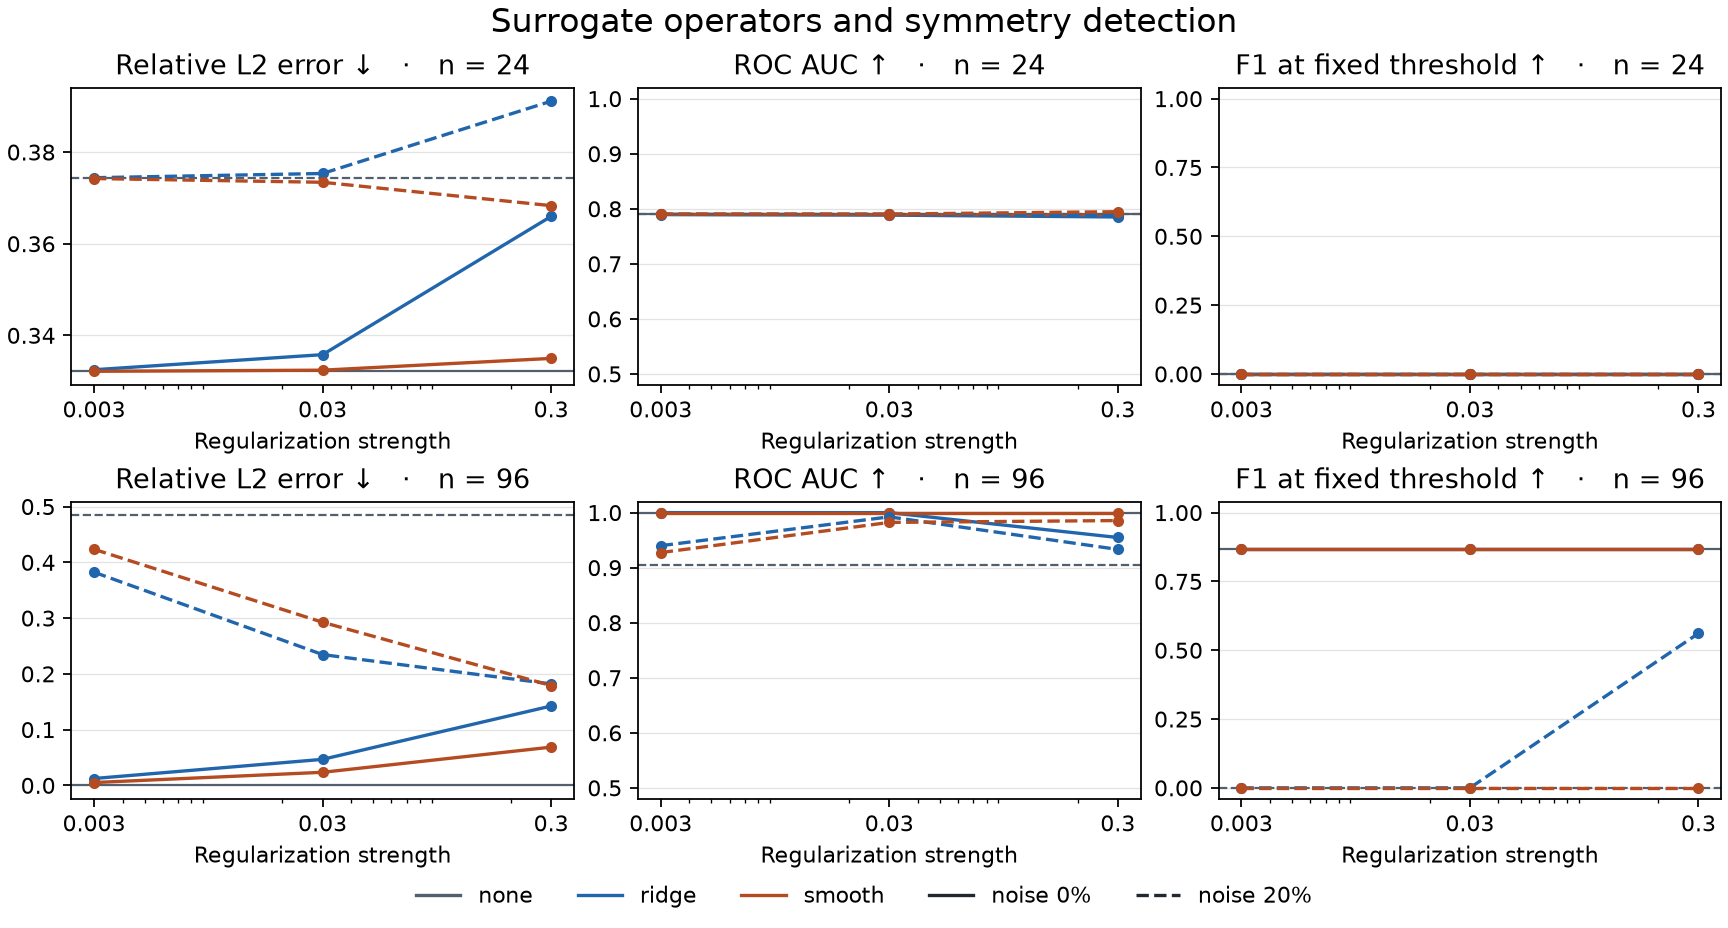 Surrogate operators and symmetry detection
Relative L2 error ↓ · n = 24
0.38
0.36
0.34
0.003 0.03 0.3
Regularization strength
ROC AUC ↑ · n = 24
1.0
0.9
0.8
0.7
0.6
0.5
0.003 0.03 0.3
Regularization strength
F1 at fixed threshold ↑ · n = 24
1.00
0.75
0.50
0.25
0.00
0.003 0.03 0.3
Regularization strength
Relative L2 error ↓ · n = 96
0.5
0.4
0.3
0.2
0.1
0.0
0.003 0.03 0.3
Regularization strength
ROC AUC ↑ · n = 96
1.0
0.9
0.8
0.7
0.6
0.5
0.003 0.03 0.3
Regularization strength
F1 at fixed threshold ↑ · n = 96
1.00
0.75
0.50
0.25
0.00
0.003 0.03 0.3
Regularization strength
none ridge smooth noise 0% noise 20%